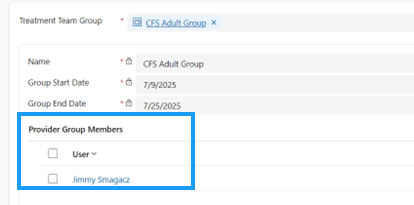 Treatment Team Group * CFS Adult Group ×
Name * CFS Adult Group
Group Start Date * 7/9/2025
Group End Date * 7/25/2025
Provider Group Members
User
Jimmy Smagacz